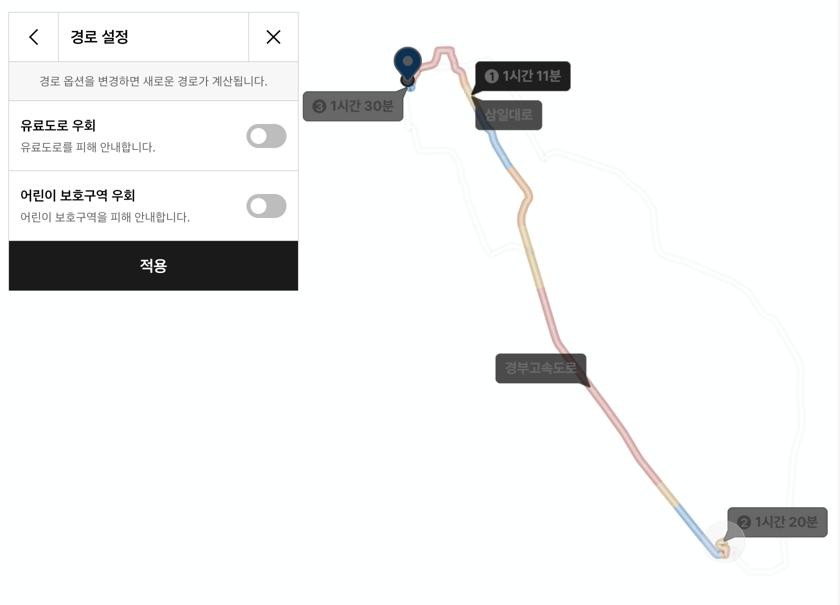 경로 설정
경로 옵션을 변경하면 새로운 경로가 계산됩니다.
유료도로 우회
유료도로를 피해 안내합니다.
어린이 보호구역 우회
어린이 보호구역을 피해 안내합니다.
적용
1 1시간 11분
3 1시간 30분
삼일대로
경부고속도로
2 1시간 20분